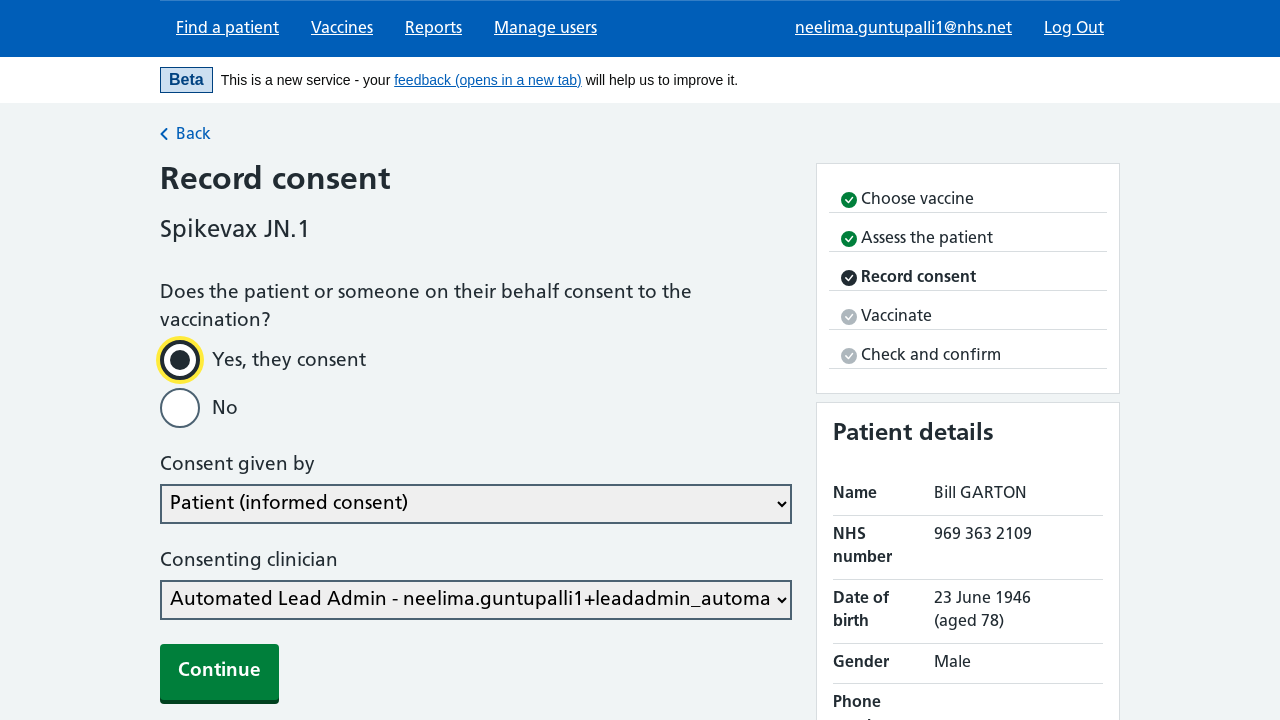 Find a patient
Vaccines
Reports
Manage users
neelima.guntupalli1@nhs.net
Log Out
Beta
This is a new service - your feedback (opens in a new tab) will help us to improve it.
Back
Record consent
Spikevax JN.1
Does the patient or someone on their behalf consent to the
vaccination?
Yes, they consent
No
Consent given by
Patient (informed consent)
Consenting clinician
Automated Lead Admin - neelima.guntupalli1+leadadmin_automa
Continue
Choose vaccine
Assess the patient
Record consent
Vaccinate
Check and confirm
Patient details
Name
Bill GARTON
NHS
number
969 363 2109
Date of
birth
23 June 1946
(aged 78)
Gender
Male
Phone